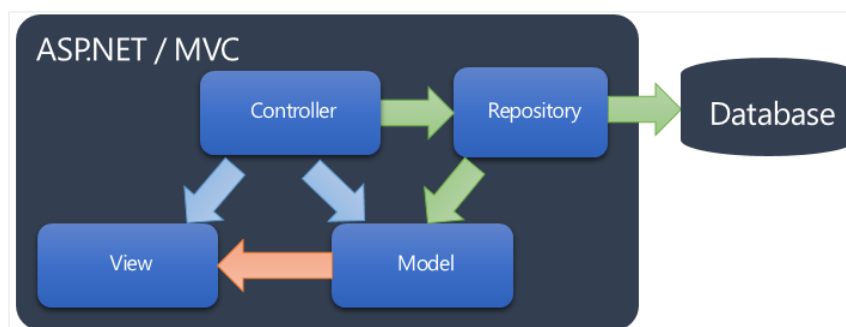 ASP.NET / MVC
Controller
Repository
Database
View
Model